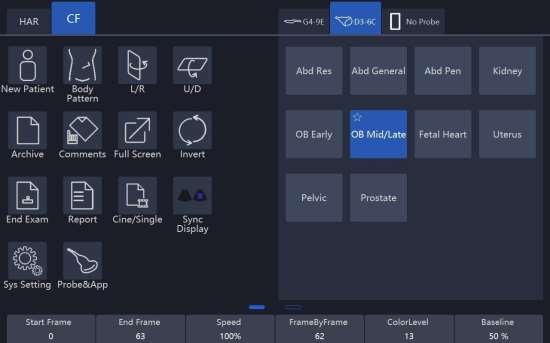 HAR
CF
G4-9E
D3-6C
No Probe
New Patient
Body
Pattern
L/R
U/D
Archive
Comments
Full Screen
Invert
End Exam
Report
Cine/Single
Sync
Display
Sys Setting
Probe&App
Abd Res
Abd General
Abd Pen
Kidney
OB Early
OB Mid/Late
Fetal Heart
Uterus
Pelvic
Prostate
Start Frame
0
End Frame
63
Speed
100%
FrameByFrame
62
ColorLevel
13
Baseline
50 %